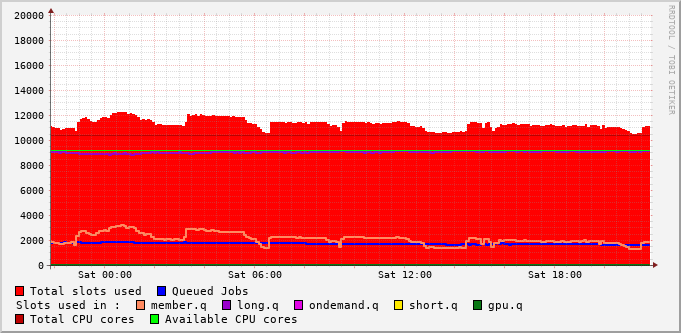 20000
18000
16000
14000
12000
10000
8000
6000
4000
2000
0
Sat 00:00 Sat 06:00 Sat 12:00 Sat 18:00
RRDTOOL / TOBI OETIKER
Total slots used Queued Jobs
Slots used in : member.q long.q ondemand.q short.q gpu.q
Total CPU cores Available CPU cores